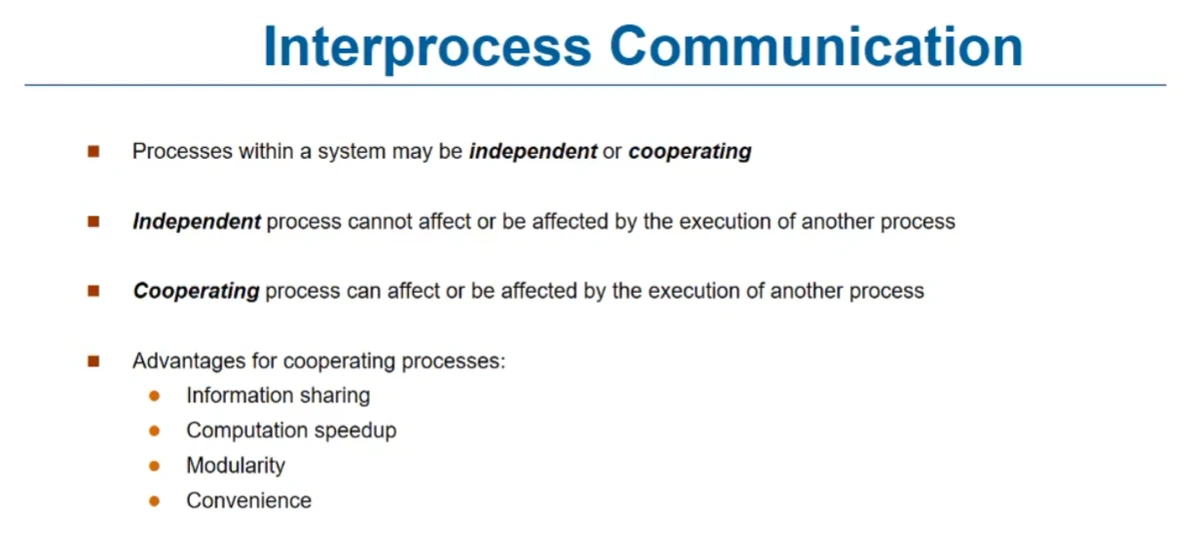 Interprocess Communication
Processes within a system may be independent or cooperating
Independent process cannot affect or be affected by the execution of another process
Cooperating process can affect or be affected by the execution of another process
Advantages for cooperating processes:
Information sharing
Computation speedup
Modularity
Convenience